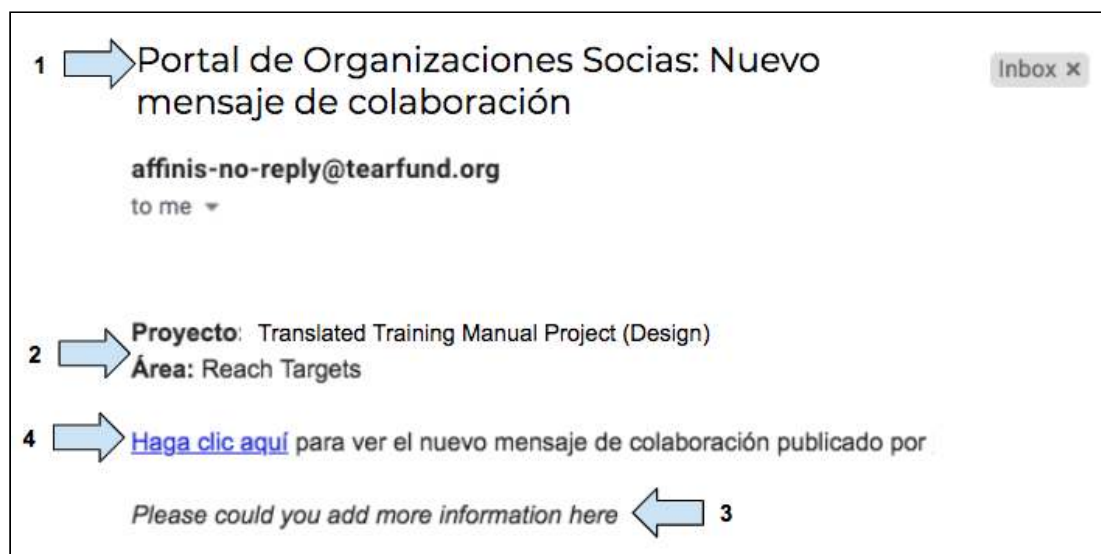 1 Portal de Organizaciones Socias: Nuevo
mensaje de colaboración
Inbox ×
affinis-no-reply@tearfund.org
to me
2 Proyecto: Translated Training Manual Project (Design)
Área: Reach Targets
4 Haga clic aquí para ver el nuevo mensaje de colaboración publicado por
Please could you add more information here 3